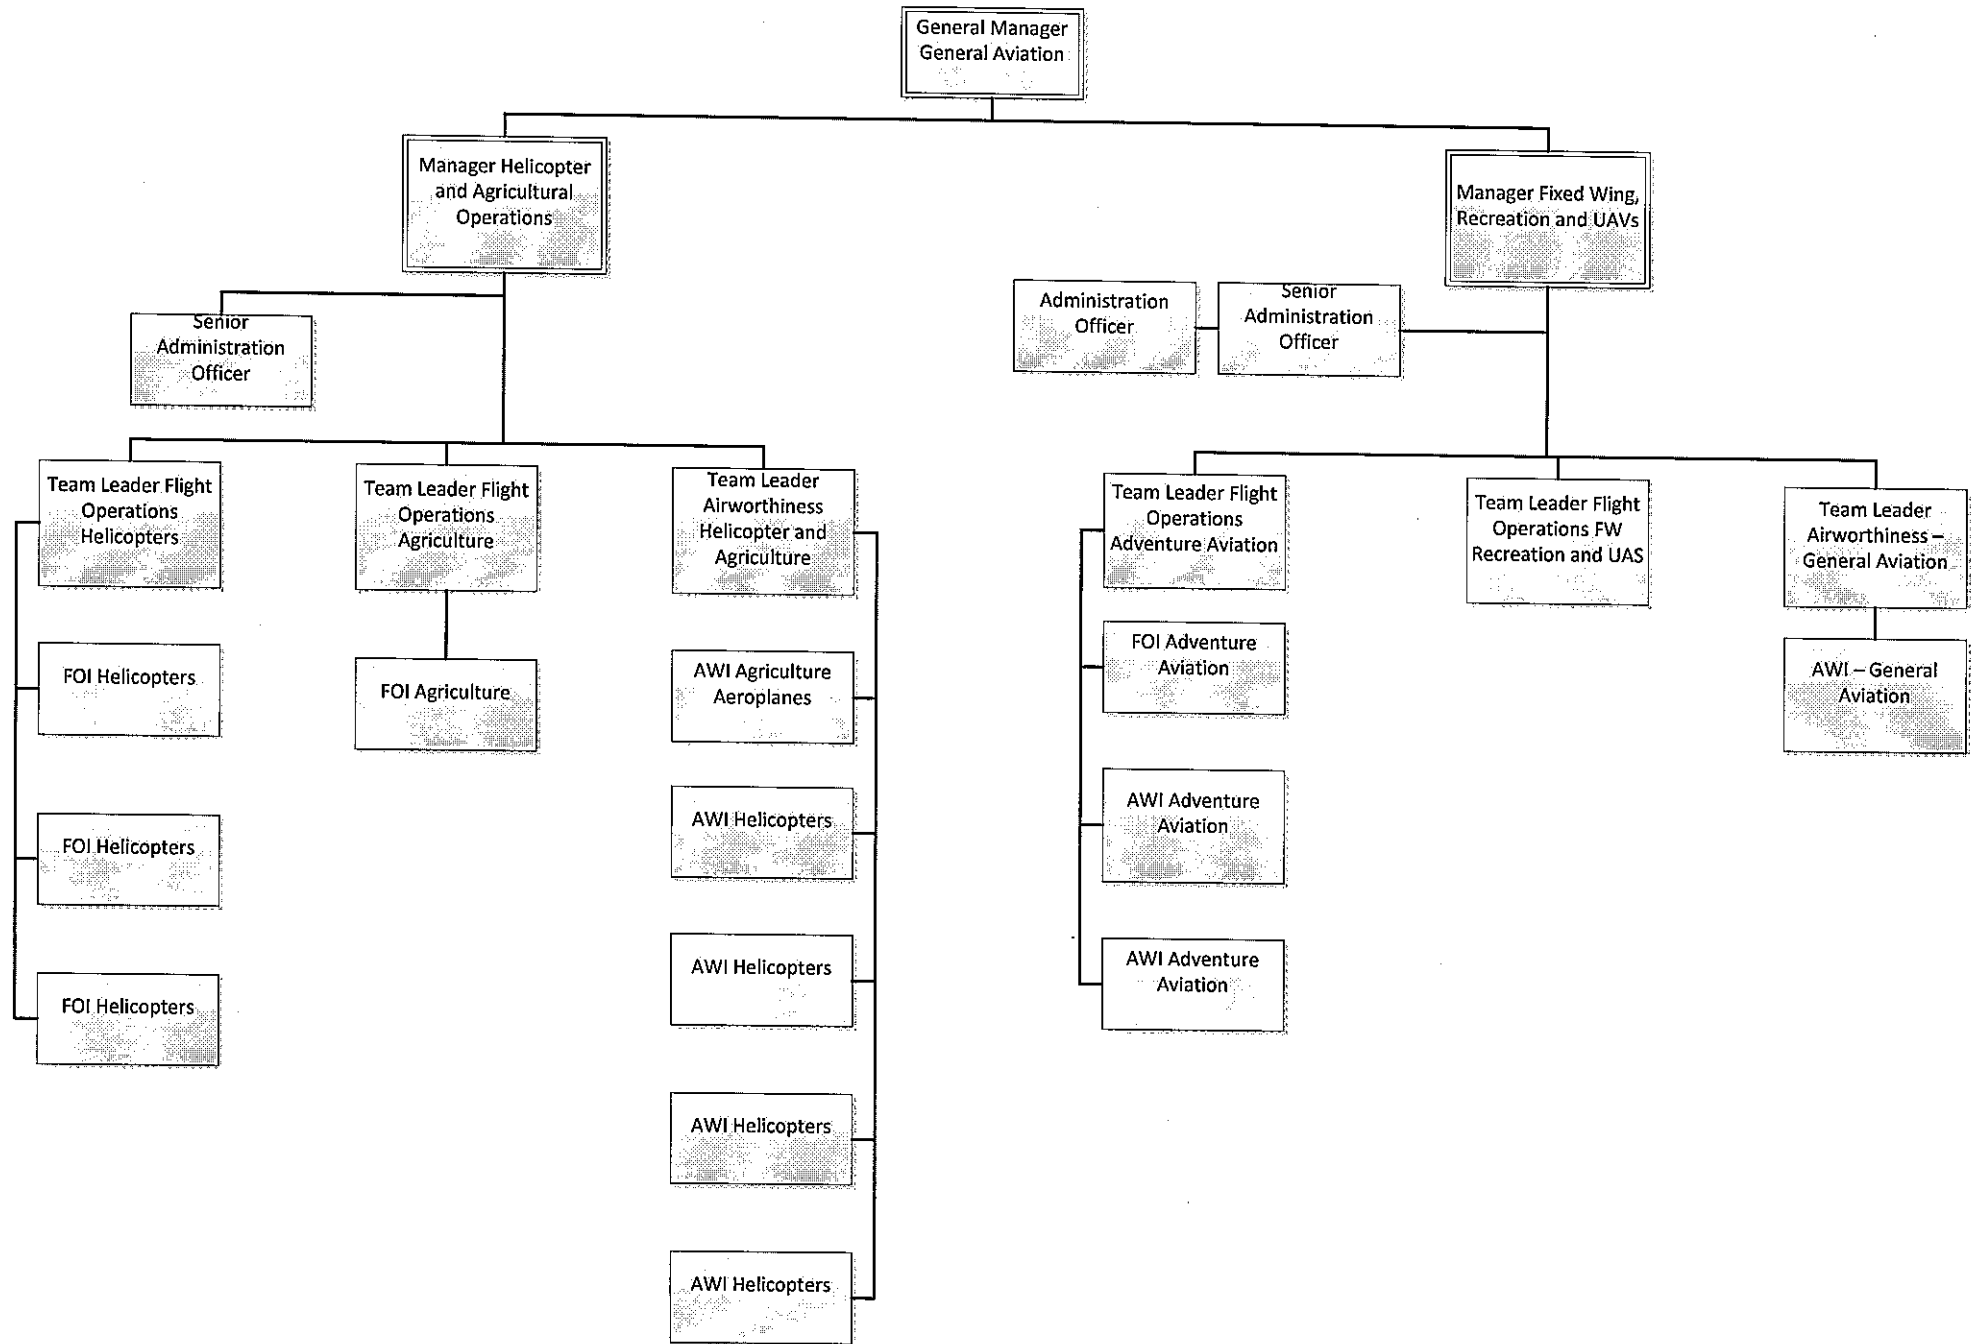 General Manager
General Aviation
Manager Helicopter
and Agricultural
Operations
Manager Fixed Wing,
Recreation and UAVs
Senior
Administration
Officer
Administration
Officer
Senior
Administration
Officer
Team Leader Flight
Operations
Helicopters
Team Leader Flight
Operations
Agriculture
Team Leader
Airworthiness
Helicopter and
Agriculture
Team Leader Flight
Operations
Adventure Aviation
Team Leader Flight
Operations FW
Recreation and UAS
Team Leader
Airworthiness –
General Aviation
FOI Helicopters
FOI Agriculture
AWI Agriculture
Aeroplanes
FOI Adventure
Aviation
AWI – General
Aviation
FOI Helicopters
AWI Helicopters
AWI Adventure
Aviation
FOI Helicopters
AWI Helicopters
AWI Adventure
Aviation
AWI Helicopters
AWI Helicopters